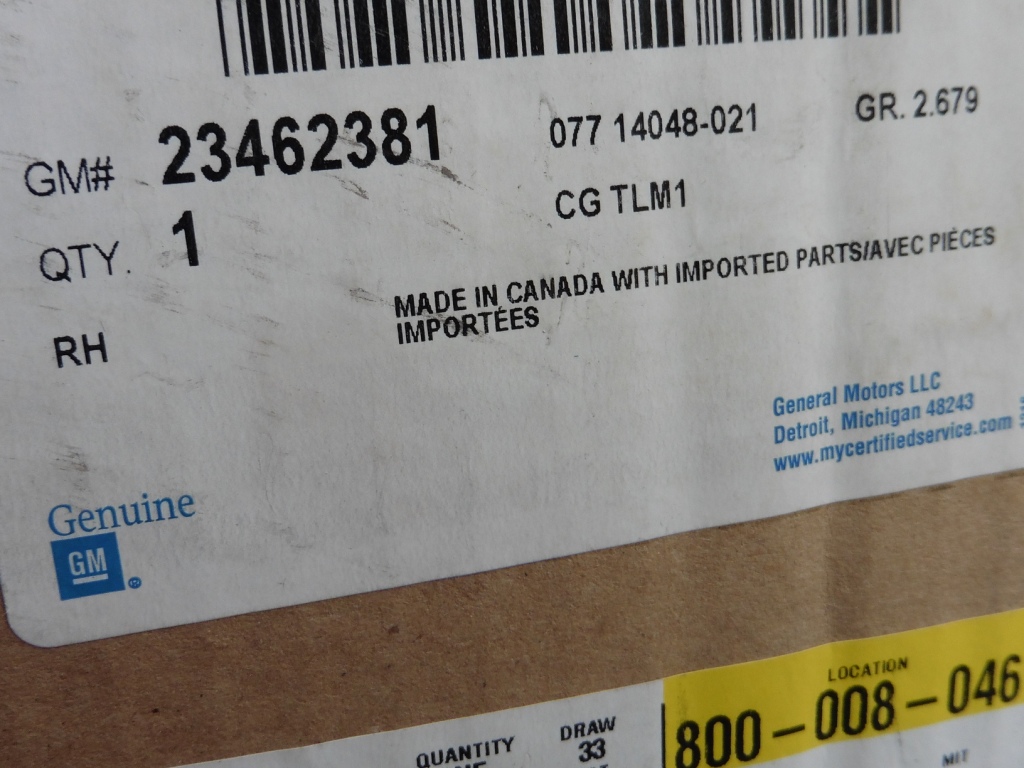 GM# 23462381 077 14048-021 GR. 2.679
QTY. 1 CG TLM1
RH MADE IN CANADA WITH IMPORTED PARTS/AVEC PIÈCES
IMPORTÉES
General Motors LLC
Detroit, Michigan 48243
www.mycertifiedservice.com
Genuine
GM ®
LOCATION
800-008-046
QUANTITY DRAW
33
MIT